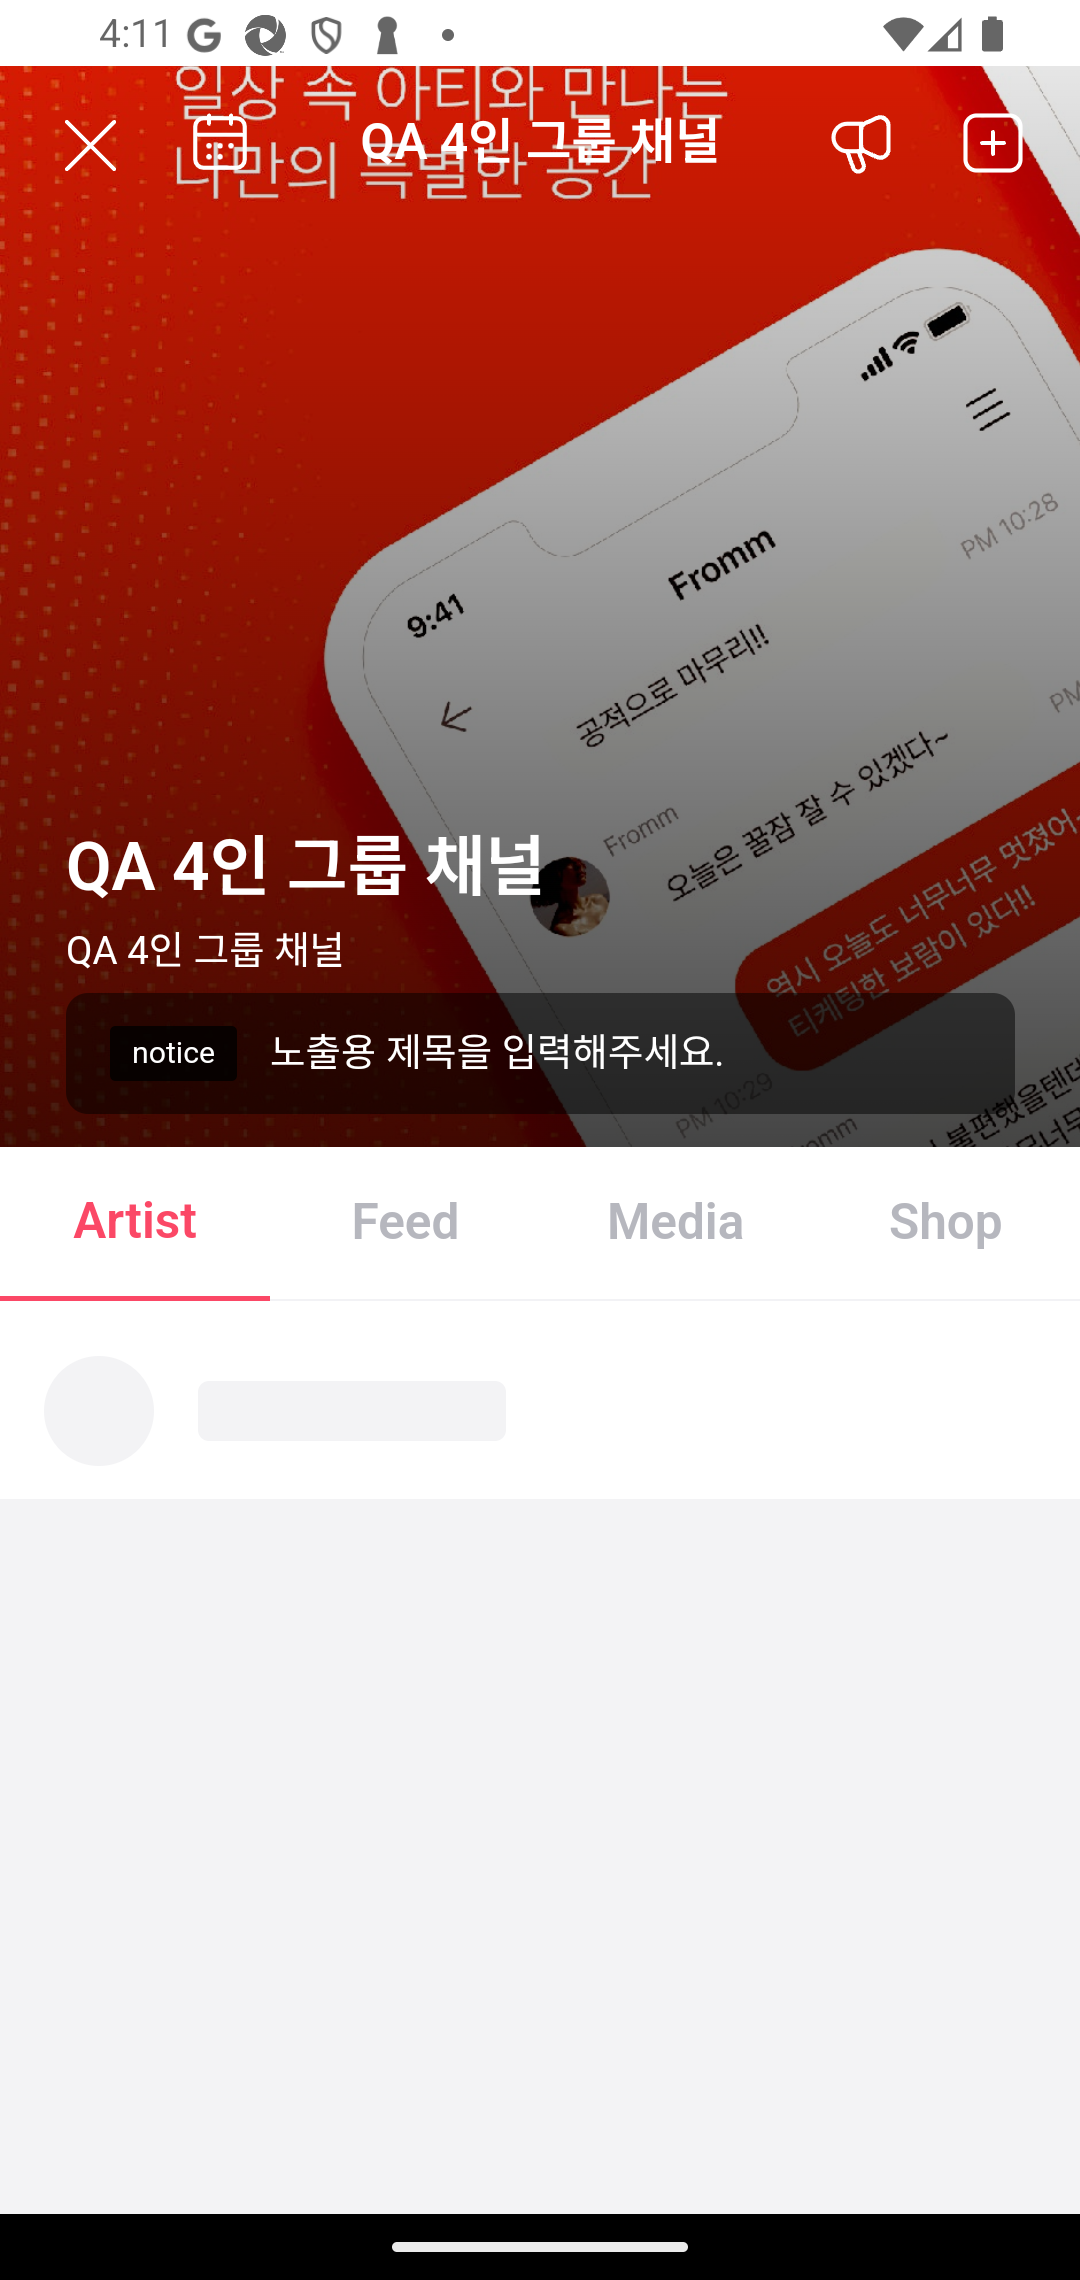 4:11
일상 속 아티와 만나는
나만의 특별한 공간
QA 4인 그룹 채널
9:41
Fromm
PM 10:28
공적으로 마무리!!
PM
Fromm
오늘은 꿀잠 잘 수 있겠다~
역시 오늘도 너무너무 멋졌어
티케팅한 보람이 있다!!
PM 10:29
QA 4인 그룹 채널
QA 4인 그룹 채널
notice 노출용 제목을 입력해주세요.
Artist Feed Media Shop